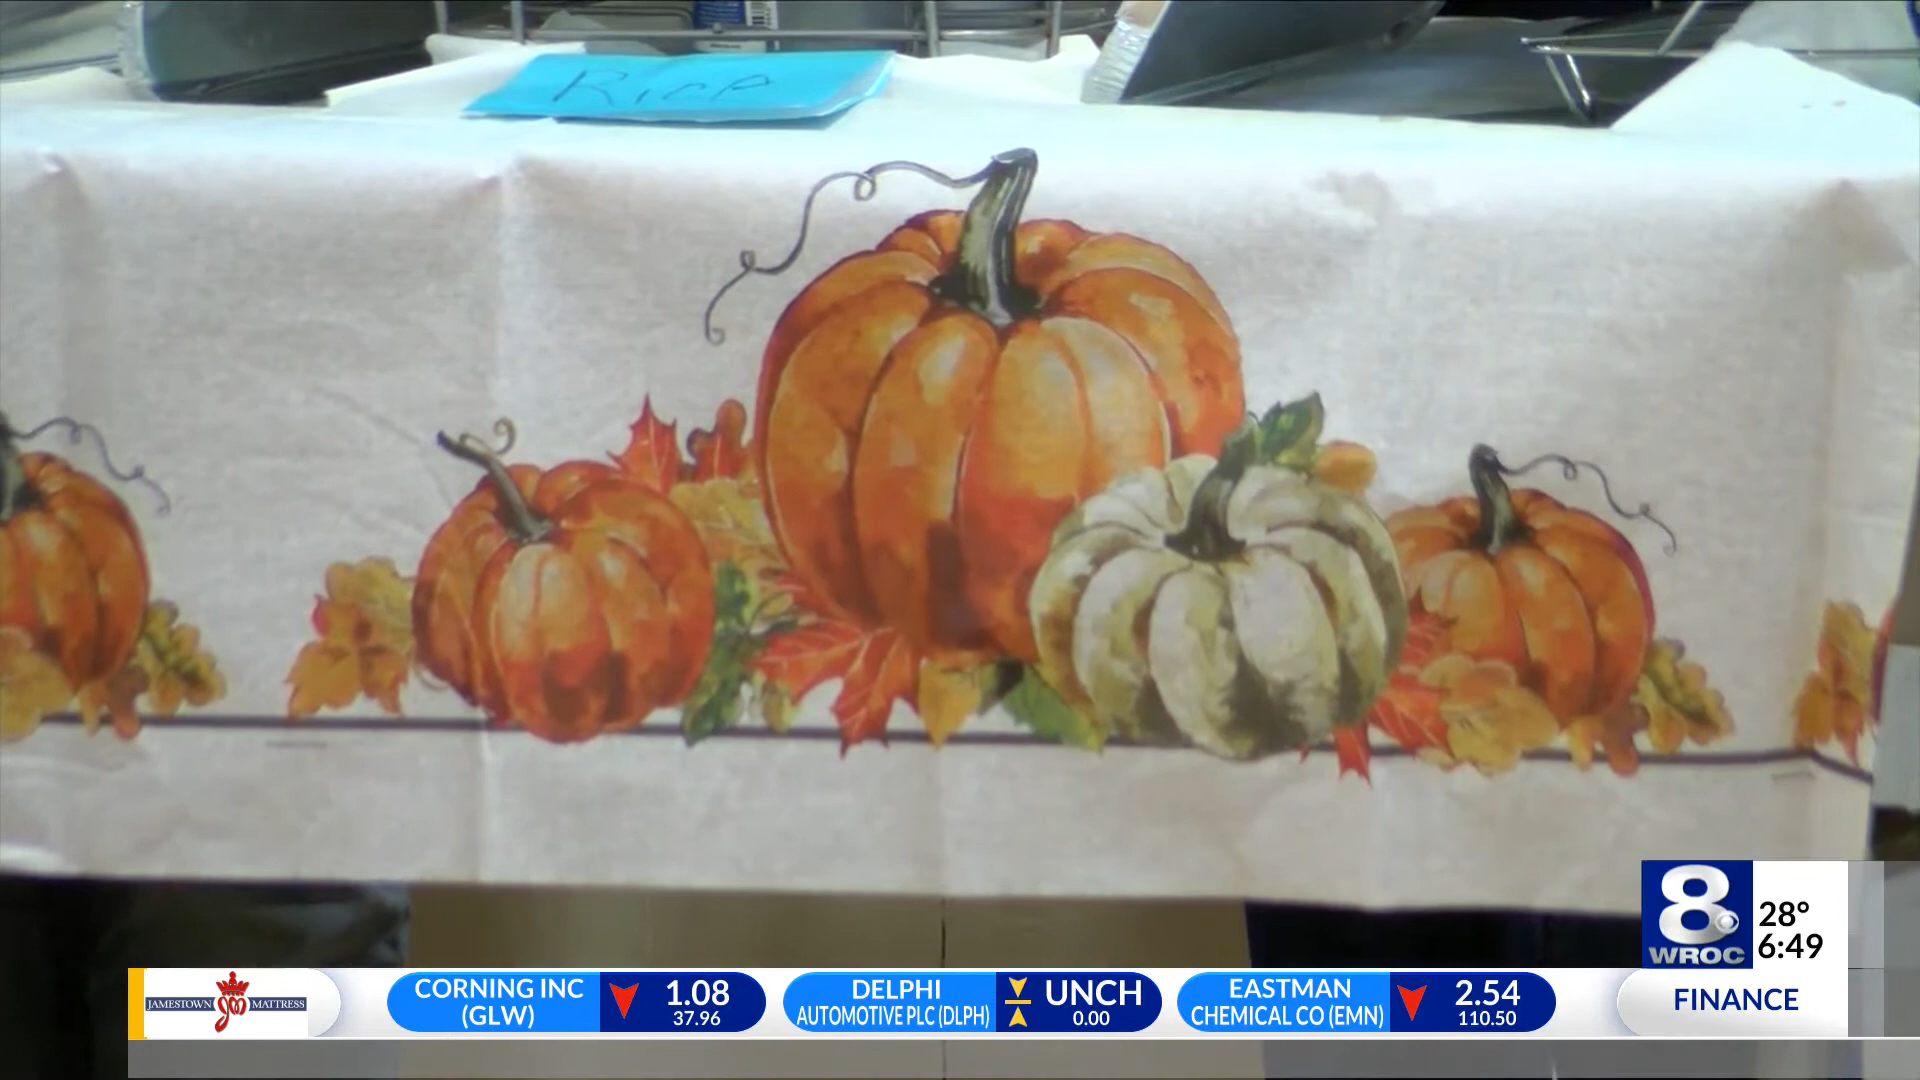 Rice
8
WROC
28°
6:49
JAMESTOWN MATTRESS
CORNING INC
(GLW)
1.08
37.96
DELPHI
AUTOMOTIVE PLC (DLPH)
UNCH
0.00
EASTMAN
CHEMICAL CO (EMN)
2.54
110.50
FINANCE